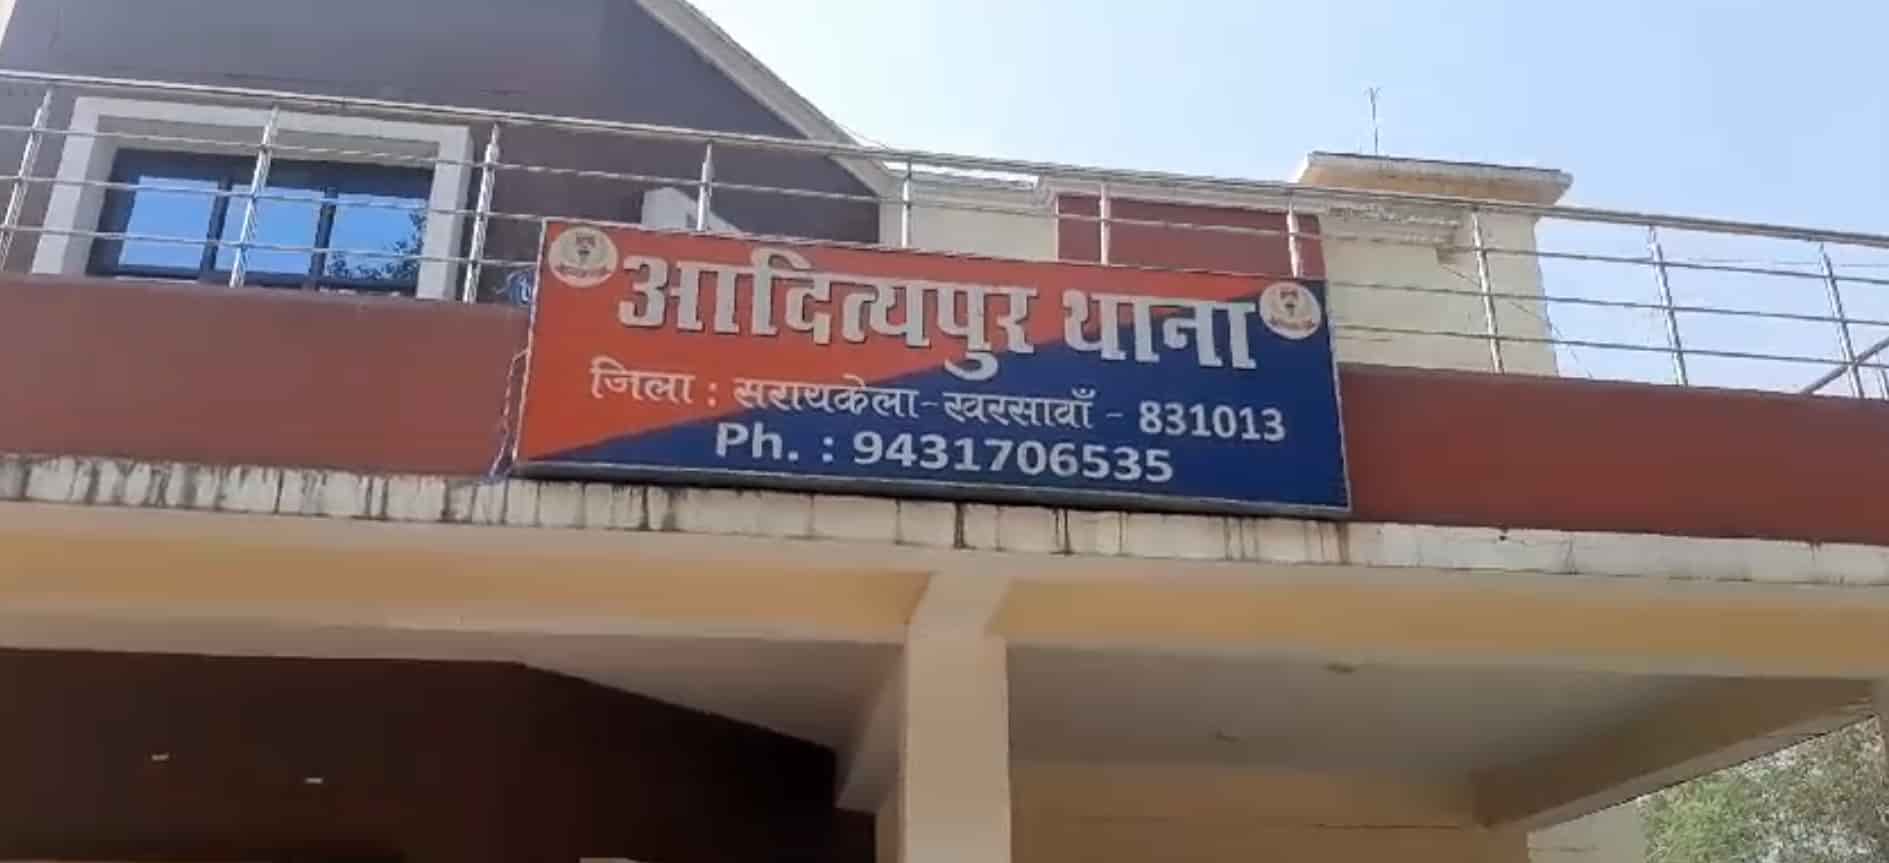 आदित्यपुर थाना
जिला : सरायकेला-खरसावाँ - 831013
Ph. : 9431706535